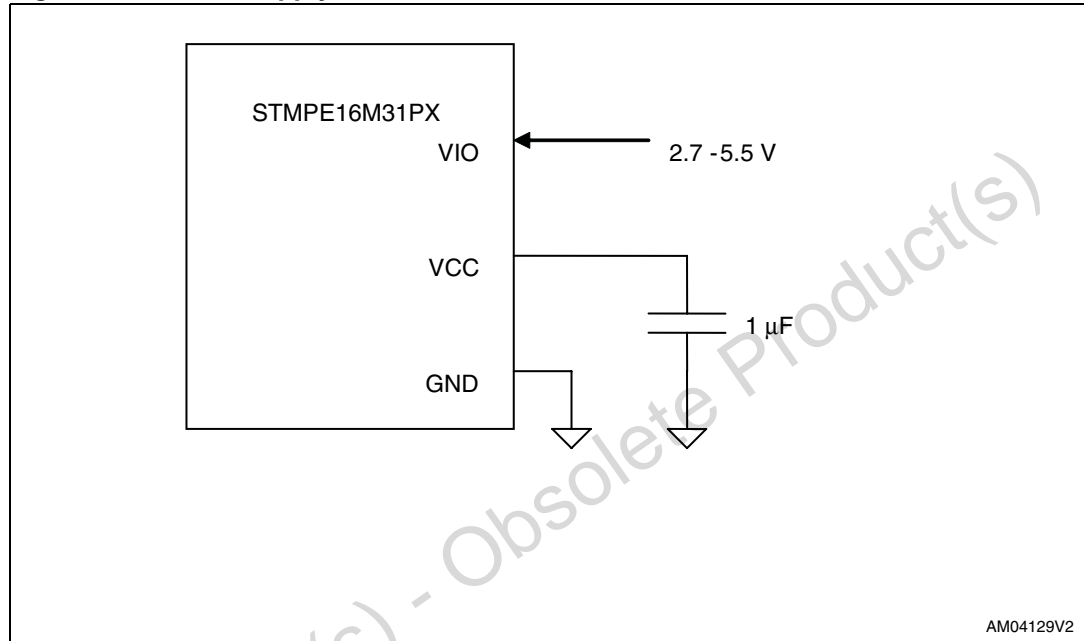 STMPE16M31PX
VIO
2.7 -5.5 V
VCC
1 μF
GND
(s) - Obsolete Product(s)
AM04129V2